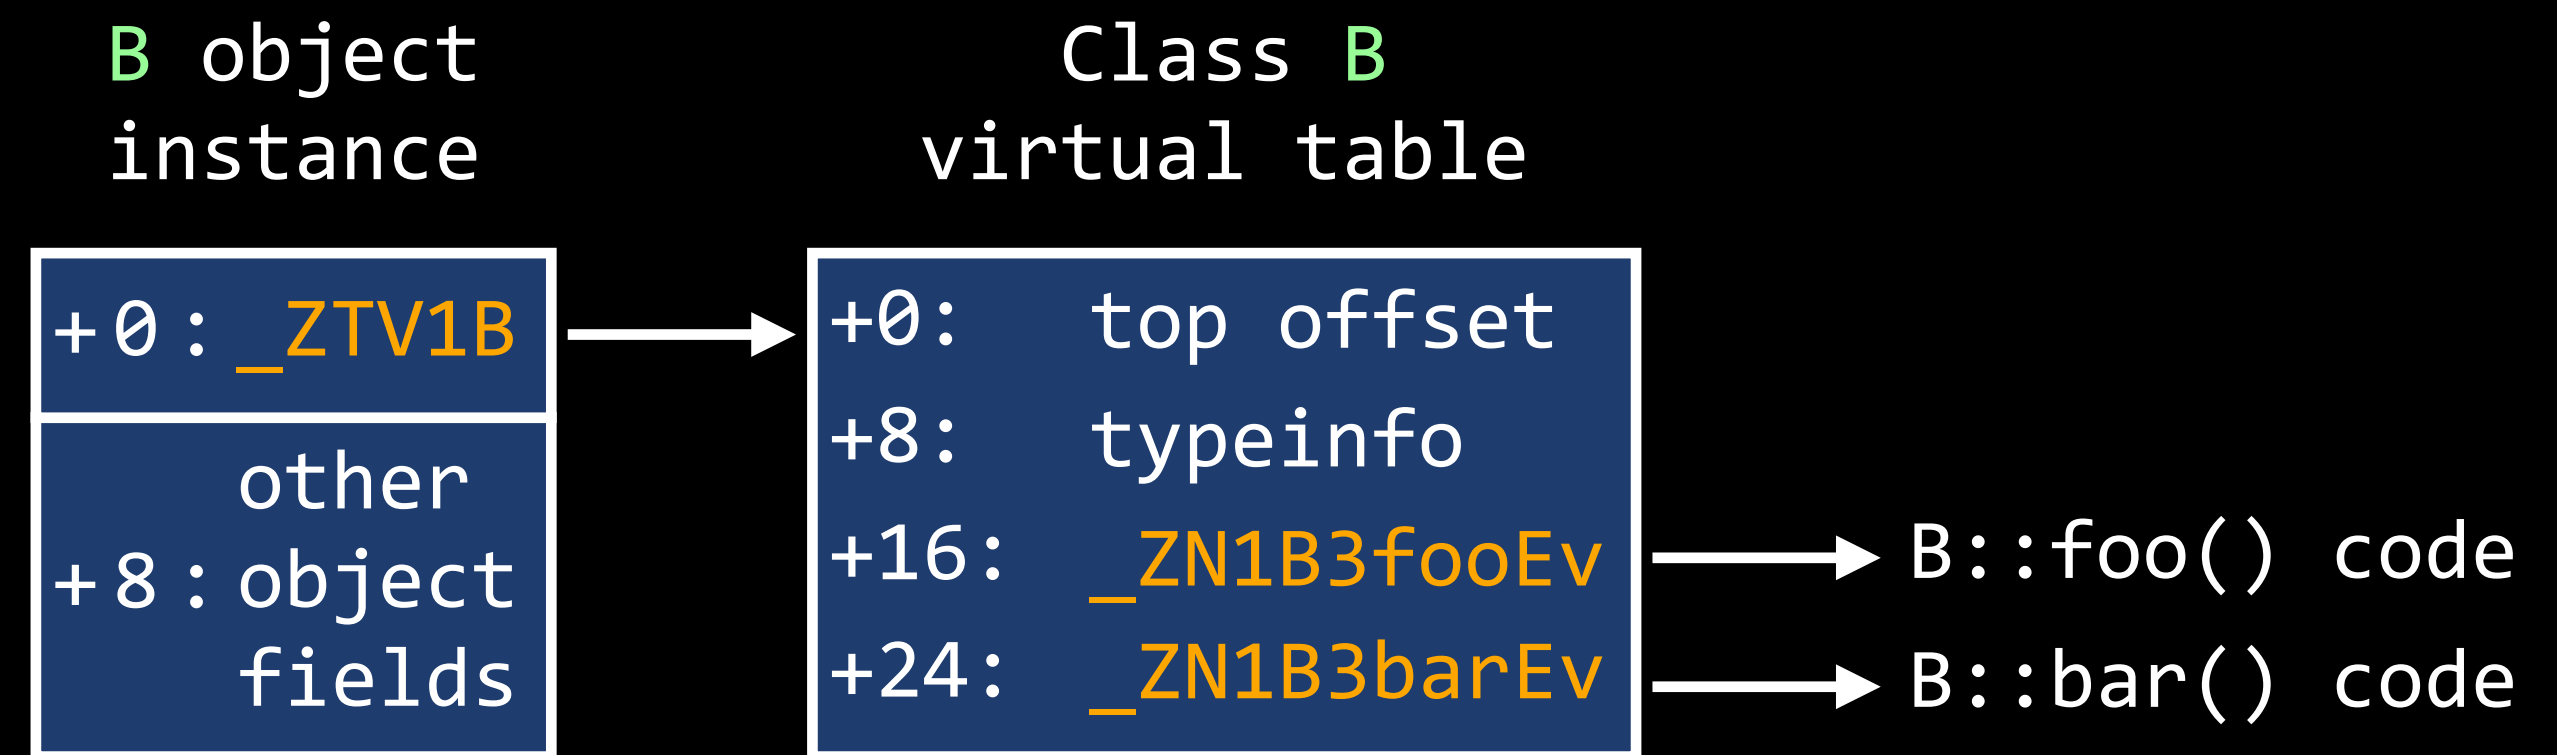 B object
instance
Class B
virtual table
+0: _ZTV1B
other
+8: object
fields
+0: top offset
+8: typeinfo
+16: _ZN1B3fooEv
+24: _ZN1B3barEv
B::foo() code
B::bar() code